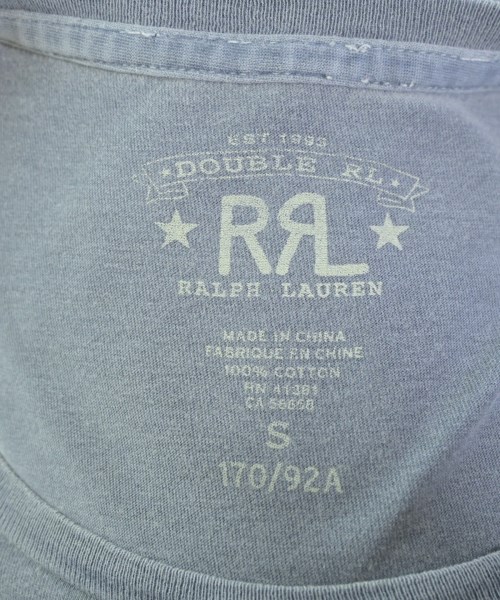 EST 1993
★DOUBLE RL★
RRL
RALPH LAUREN
MADE IN CHINA
FABRIQUE EN CHINE
100% COTTON
RN 41381
CA 56650
S
170/92A